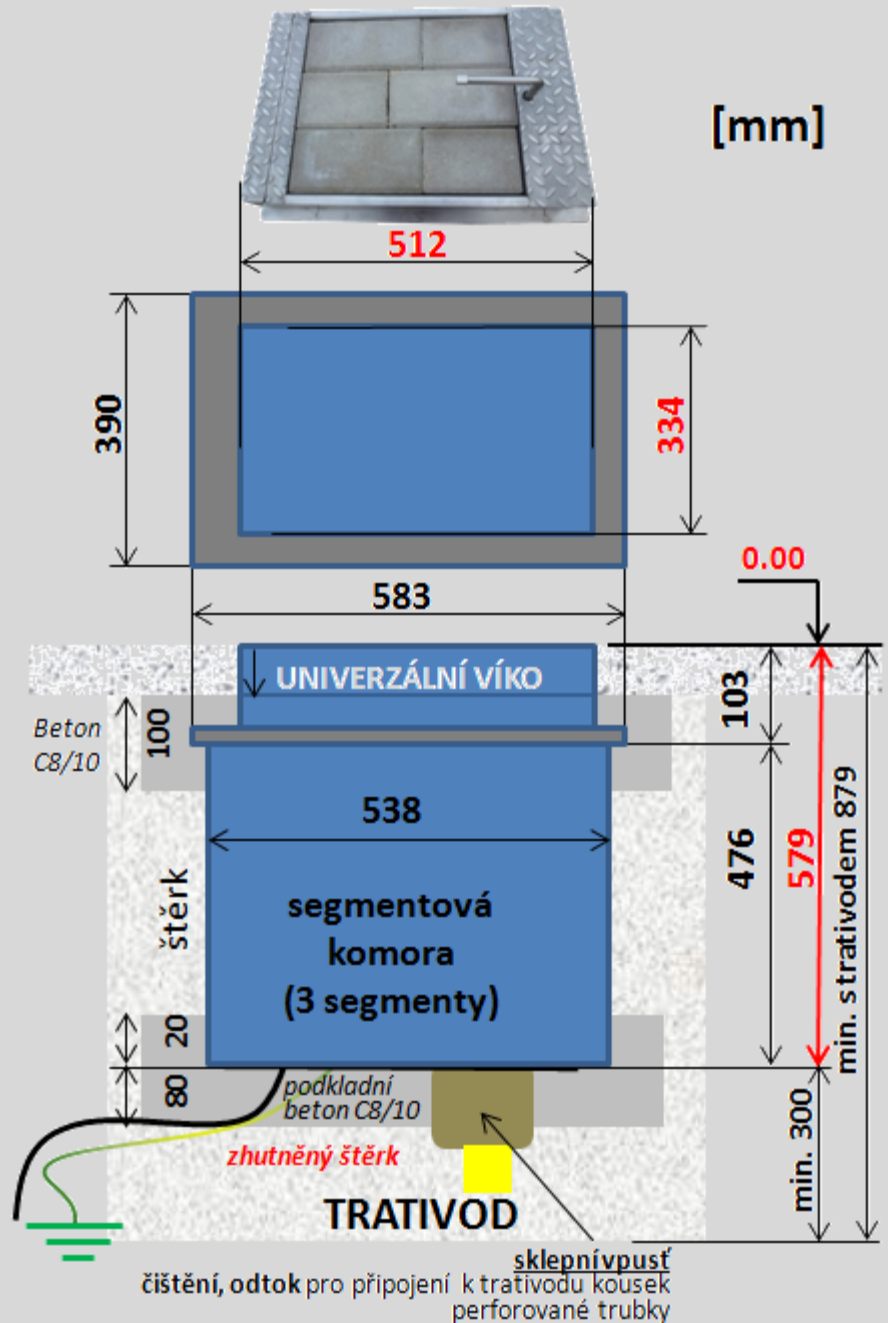 [mm]
512
390
334
0.00
583
UNIVERZÁLNÍ VÍKO
103
Beton
C8/10
100
538
476
579
min. s trativodem 879
štěrk
segmentová
komora
(3 segmenty)
20
80
podkladní
beton C8/10
zhutněný štěrk
min. 300
TRATIVOD
sklepní vpusť
čištění, odtok pro připojení k trativodu kousek
perforované trubky